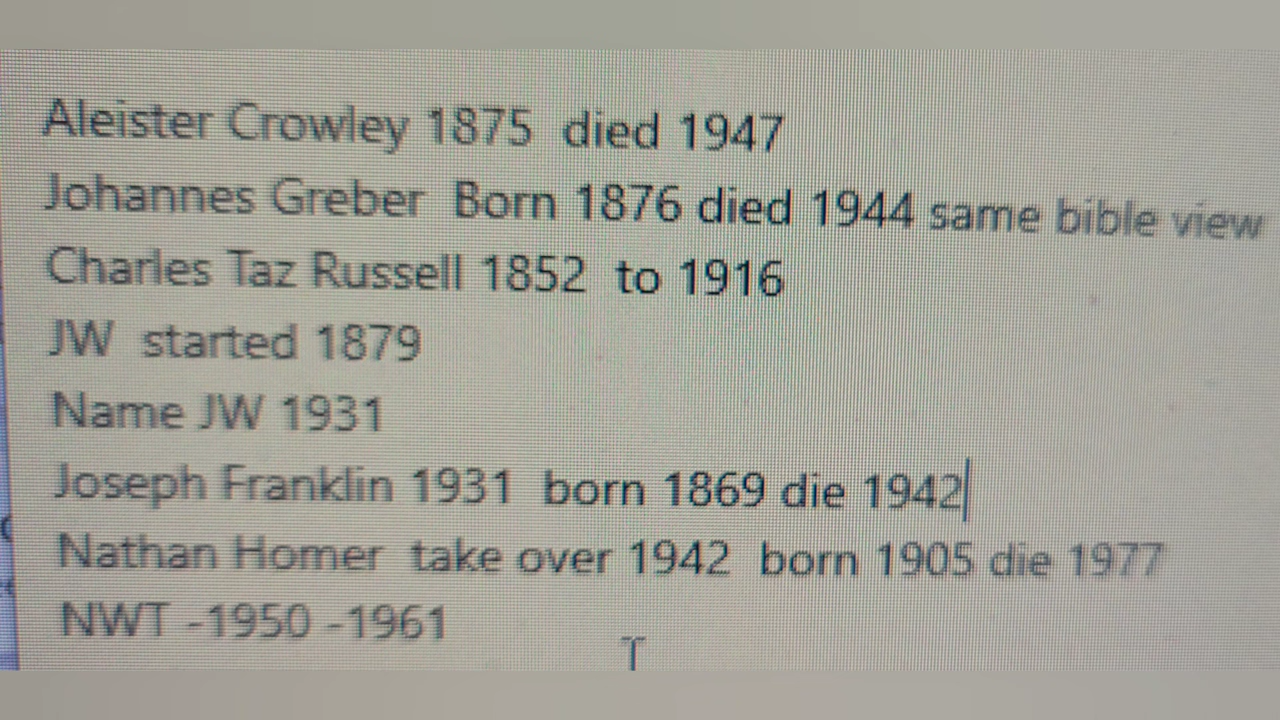 Aleister Crowley 1875 died 1947
Johannes Greber Born 1876 died 1944 same bible view
Charles Taz Russell 1852 to 1916
JW started 1879
Name JW 1931
Joseph Franklin 1931 born 1869 die 1942
Nathan Homer take over 1942 born 1905 die 1977
NWT -1950 -1961